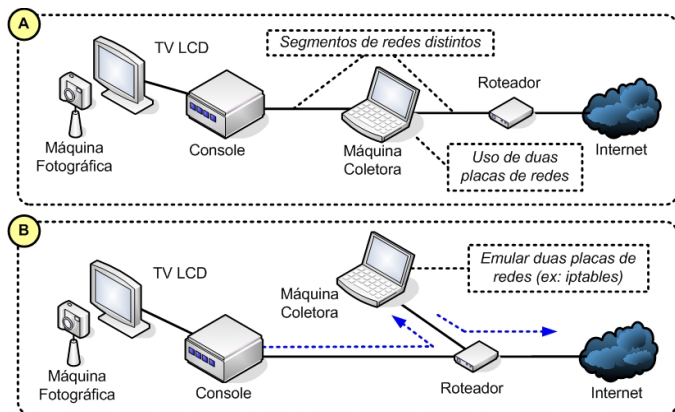 A
TV LCD
Segmentos de redes distintos
Roteador
Máquina
Fotográfica
Console
Máquina
Coletora
Uso de duas
placas de redes
Internet
B
TV LCD
Emular duas placas de
redes (ex: iptables)
Máquina
Coletora
Máquina
Fotográfica
Console
Roteador
Internet